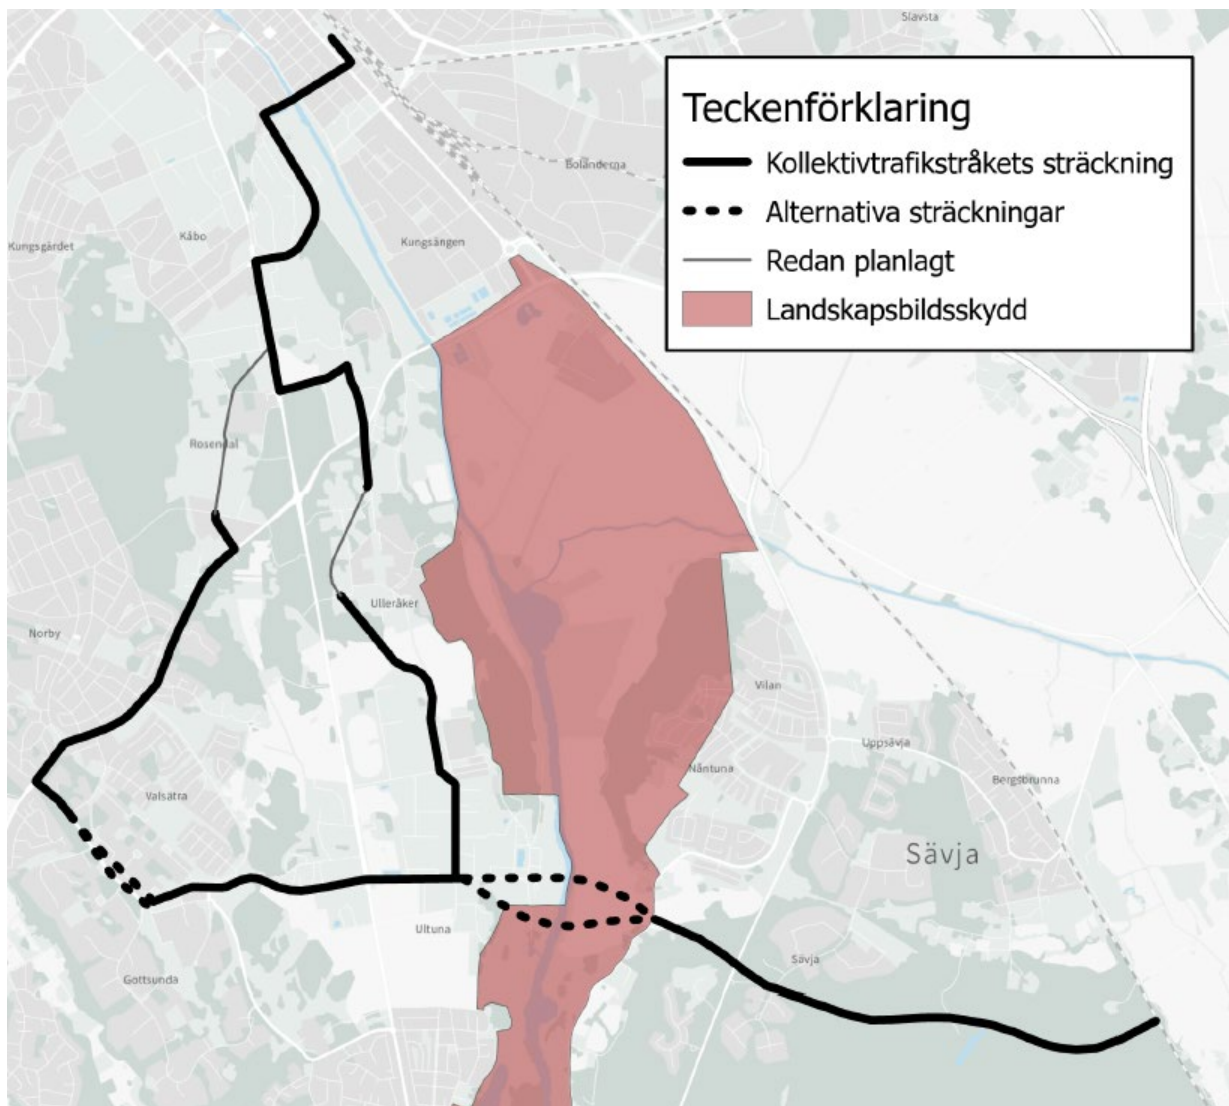 Slavsta
Teckenförklaring
Kollektivtrafikstråkets sträckning
Alternativa sträckningar
Redan planlagt
Landskapsbildsskydd
Boländerna
Kungsgärdet
Kåbo
Kungsängen
Rosendal
Ulleråker
Norby
Vilan
Uppsävja
Nåntuna
Bergsbrunna
Valsätra
Sävja
Ultuna
Sävja
Gottsunda